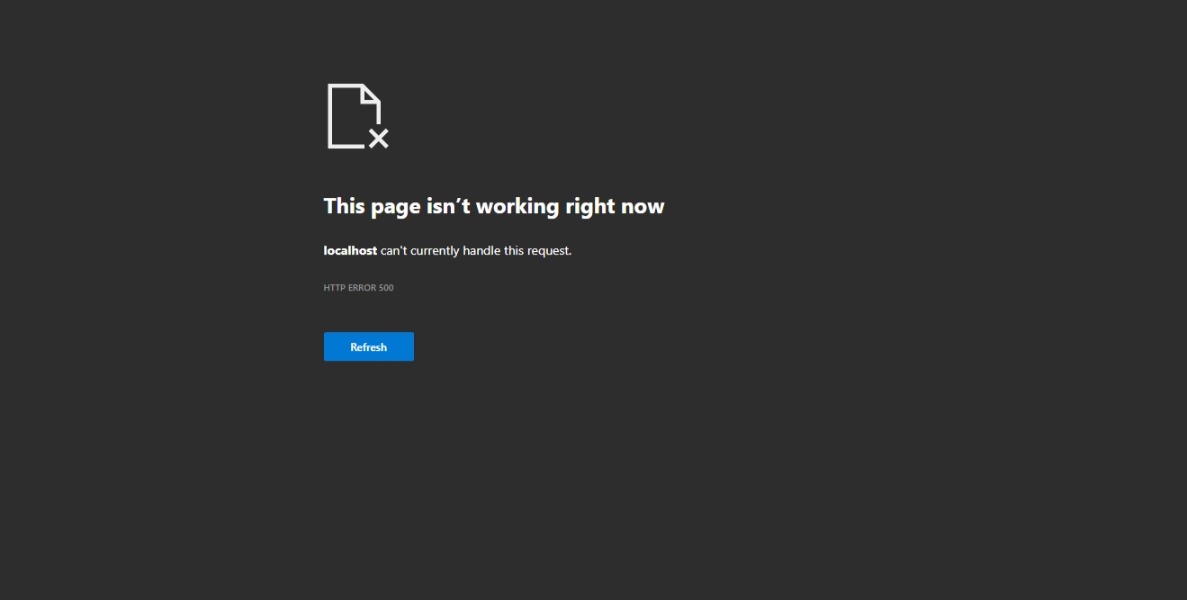 This page isn’t working right now
localhost can't currently handle this request.
HTTP ERROR 500
Refresh